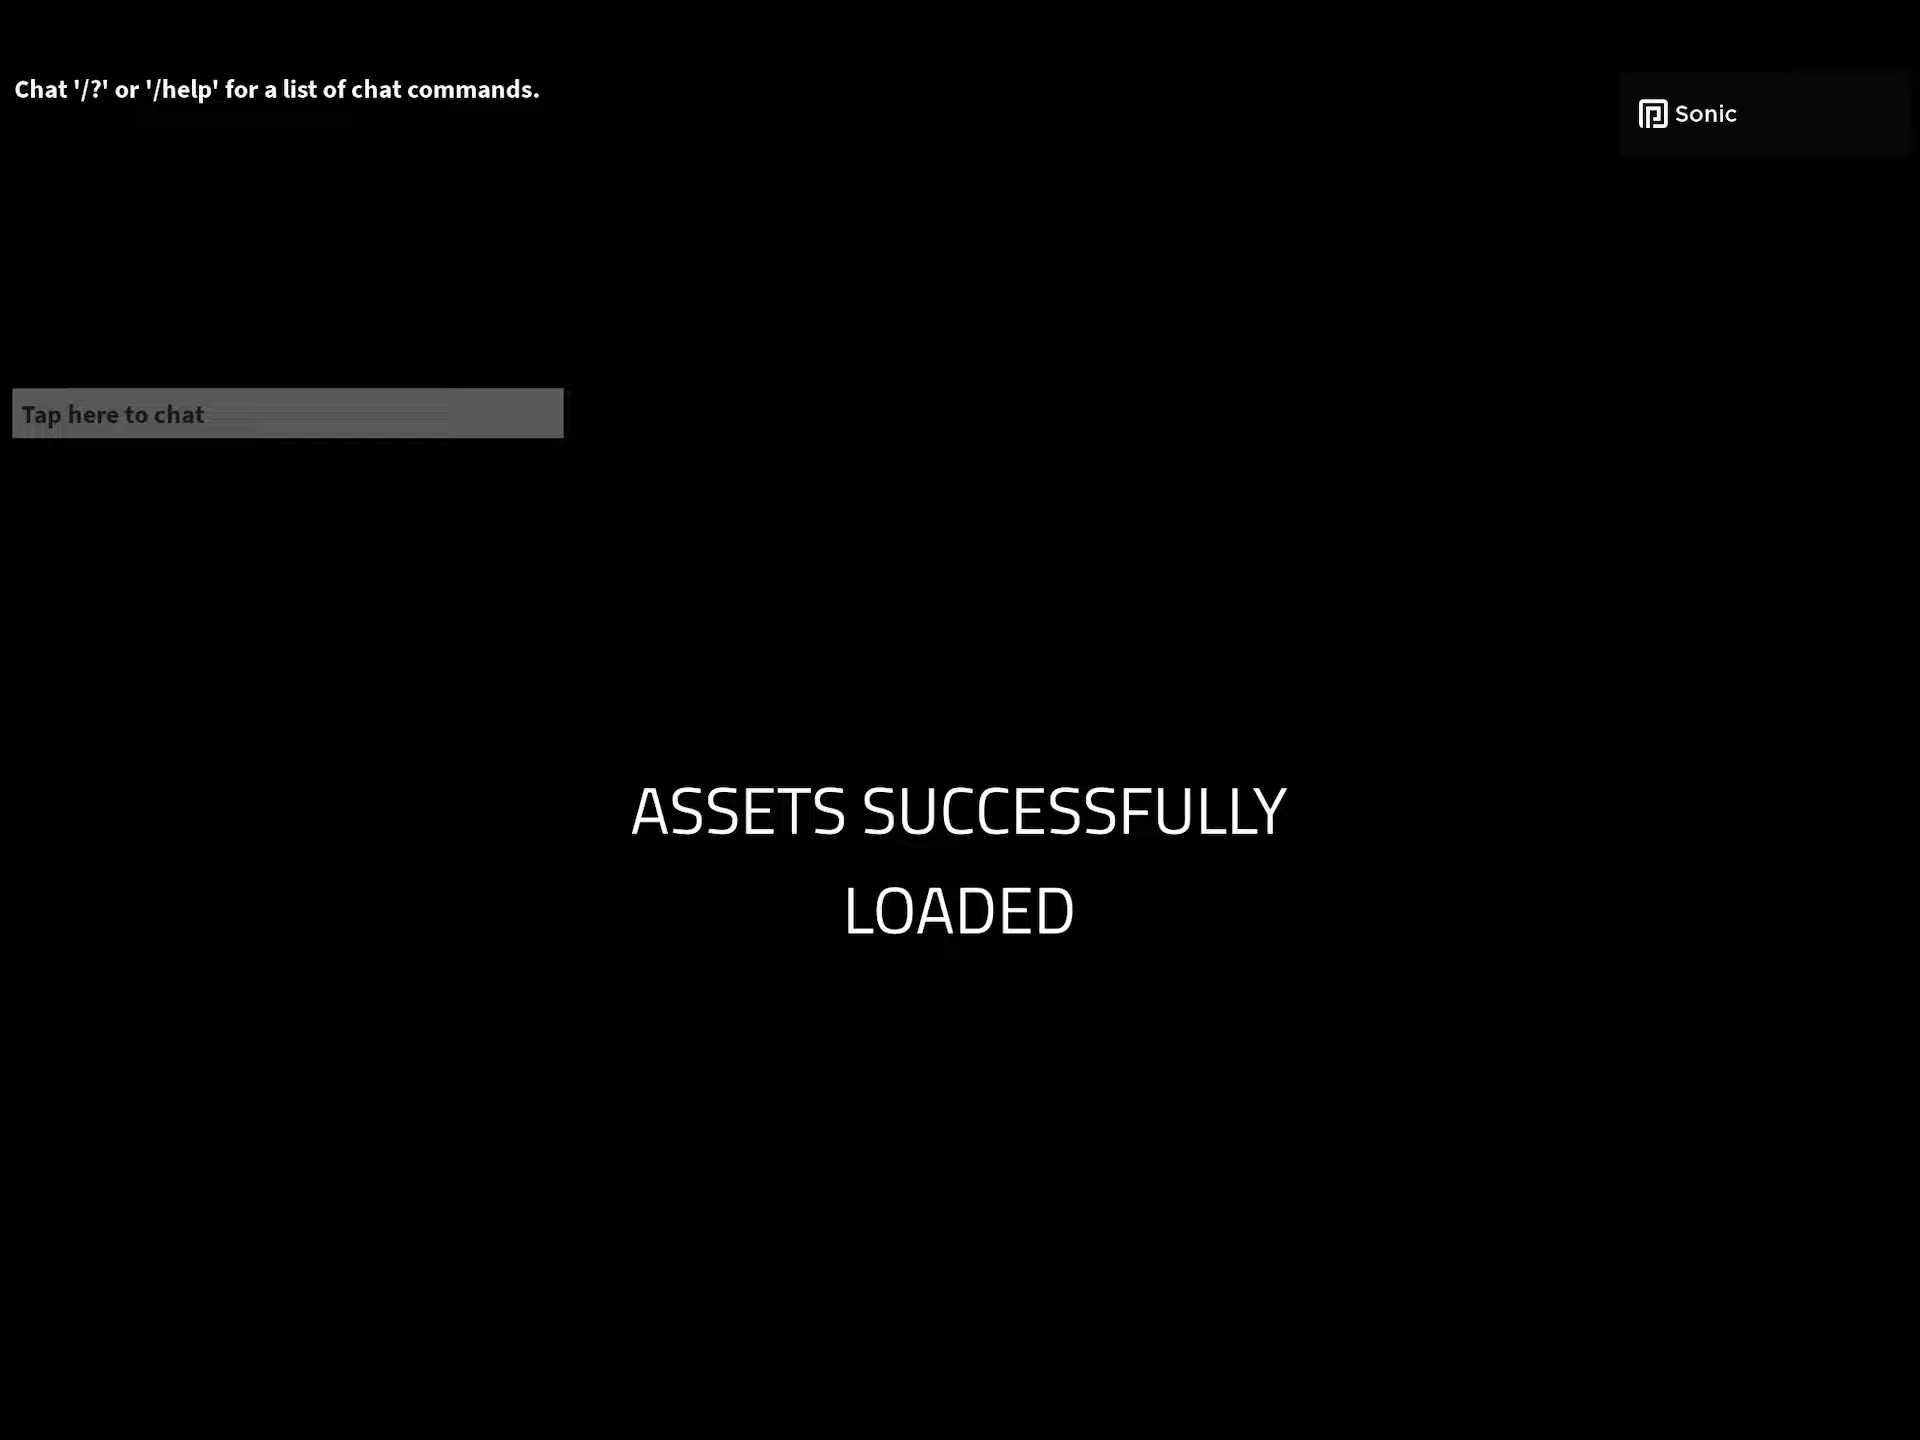 Chat '/?' or '/help' for a list of chat commands.
Sonic
Tap here to chat
ASSETS SUCCESSFULLY
LOADED